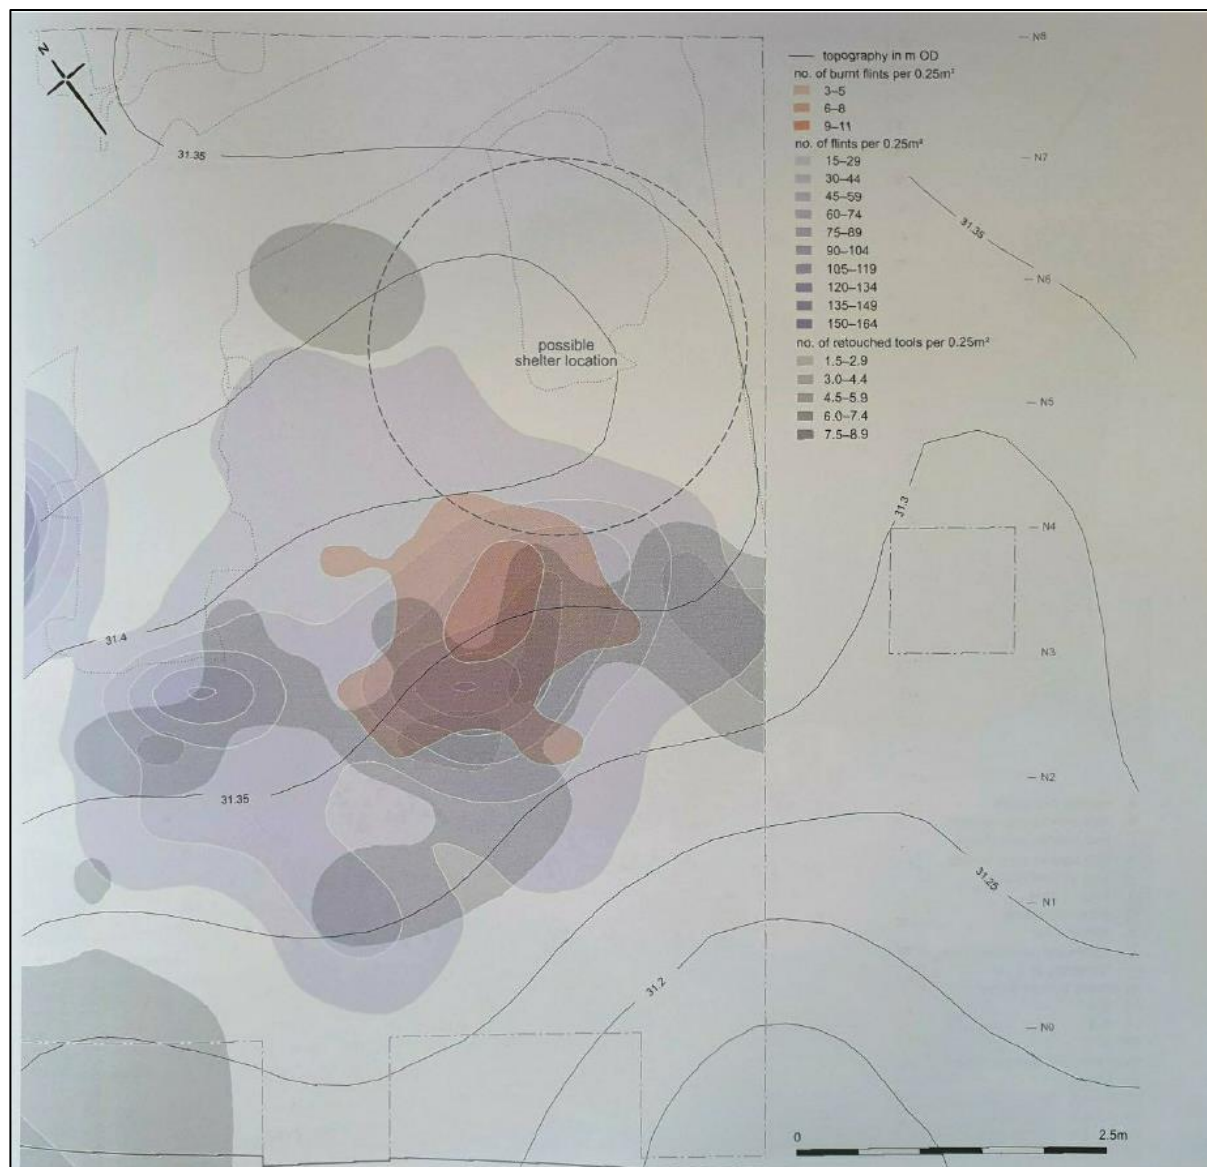 N
topography in m OD
no. of burnt flints per 0.25m²
3–5
6–8
9–11
no. of flints per 0.25m²
15–29
30–44
45–59
60–74
75–89
90–104
105–119
120–134
135–149
150–164
no. of retouched tools per 0.25m²
1.5–2.9
3.0–4.4
4.5–5.9
6.0–7.4
7.5–8.9
N8
N7
N6
N5
N4
N3
N2
N1
N0
31.35
31.35
possible
shelter location
31.3
31.4
31.35
31.25
31.2
0 2.5m